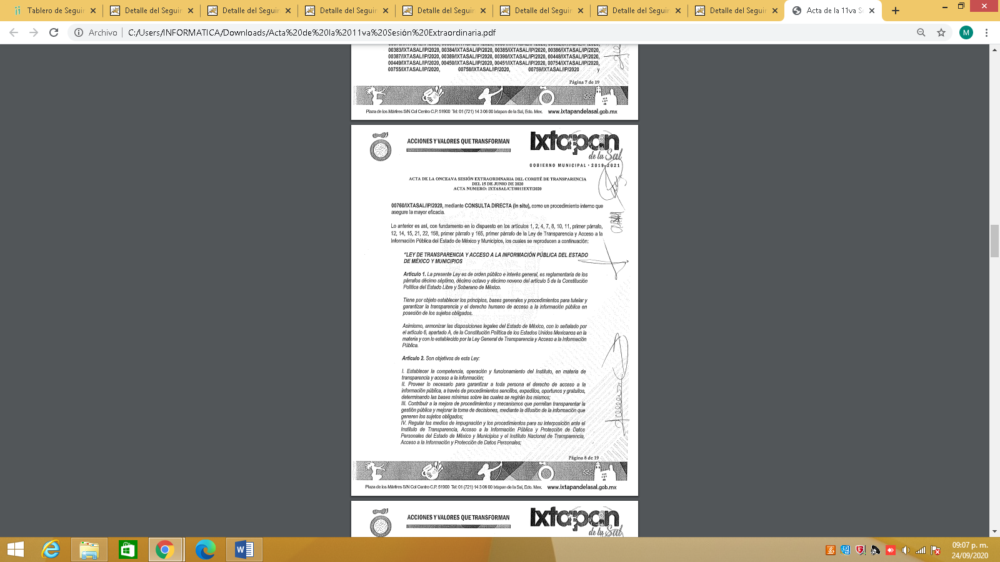 Tablero de Seguir
Detalle del Seguir
Detalle del Seguir
Detalle del Seguir
Detalle del Seguir
Detalle del Seguir
Detalle del Seguir
Detalle del Seguir
Acta de la 11va Se
Archivo
C:/Users/INFORMATICA/Downloads/Acta%20de%20la%2011va%20Sesión%20Extraordinaria.pdf
M
00383/IXTASAL/IP/2020, 00384/IXTASAL/IP/2020, 00385/IXTASAL/IP/2020, 00386/IXTASAL/IP/2020,
00387/IXTASAL/IP/2020, 00389/IXTASAL/IP/2020, 00390/IXTASAL/IP/2020, 00448/IXTASAL/IP/2020,
00449/IXTASAL/IP/2020, 00450/IXTASAL/IP/2020, 00451/IXTASAL/IP/2020, 00754/IXTASAL/IP/2020,
00755/IXTASAL/IP/2020, 00758/IXTASAL/IP/2020, 00759/IXTASAL/IP/2020 y
Página 7 de 19
Plaza de los Mártires S/N Col Centro C.P. 51900 Tel: 01 (721) 14 3 06 00 Ixtapan de la Sal, Edo. Mex. www.ixtapandelasal.gob.mx
ACCIONES Y VALORES QUE TRANSFORMAN
Ixtapan
de la Sal
GOBIERNO MUNICIPAL • 2019-2021
ACTA DE LA ONCEAVA SESIÓN EXTRAORDINARIA DEL COMITÉ DE TRANSPARENCIA
DEL 15 DE JUNIO DE 2020
ACTA NUMERO: IXTASAL/CT/0011EXT/2020
00760/IXTASAL/IP/2020, mediante CONSULTA DIRECTA (In situ), como un procedimiento interno que
asegure la mayor eficacia.
Lo anterior es así, con fundamento en lo dispuesto en los artículos 1, 2, 4, 7, 8, 10, 11, primer párrafo,
12, 14, 15, 21, 22, 158, primer párrafo y 165, primer párrafo de la Ley de Transparencia y Acceso a la
Información Pública del Estado de México y Municipios, los cuales se reproducen a continuación:
"LEY DE TRANSPARENCIA Y ACCESO A LA INFORMACIÓN PÚBLICA DEL ESTADO
DE MÉXICO Y MUNICIPIOS
Artículo 1. La presente Ley es de orden público e interés general, es reglamentaria de los
párrafos décimo séptimo, décimo octavo y décimo noveno del artículo 5 de la Constitución
Política del Estado Libre y Soberano de México.
Tiene por objeto establecer los principios, bases generales y procedimientos para tutelar y
garantizar la transparencia y el derecho humano de acceso a la información pública en
posesión de los sujetos obligados.
Asimismo, armonizar las disposiciones legales del Estado de México, con lo señalado por
el artículo 6, apartado A, de la Constitución Política de los Estados Unidos Mexicanos en la
materia y con lo establecido por la Ley General de Transparencia y Acceso a la Información
Pública.
Artículo 2. Son objetivos de esta Ley:
I. Establecer la competencia, operación y funcionamiento del Instituto, en materia de
transparencia y acceso a la información;
II. Proveer lo necesario para garantizar a toda persona el derecho de acceso a la
información pública, a través de procedimientos sencillos, expeditos, oportunos y gratuitos,
determinando las bases mínimas sobre las cuales se regirán los mismos;
III. Contribuir a la mejora de procedimientos y mecanismos que permitan transparentar la
gestión pública y mejorar la toma de decisiones, mediante la difusión de la información que
generen los sujetos obligados;
IV. Regular los medios de impugnación y los procedimientos para su interposición ante el
Instituto de Transparencia, Acceso a la Información Pública y Protección de Datos
Personales del Estado de México y Municipios y el Instituto Nacional de Transparencia,
Acceso a la Información y Protección de Datos Personales;
Página 8 de 19
Plaza de los Mártires S/N Col Centro C.P. 51900 Tel: 01 (721) 14 3 06 00 Ixtapan de la Sal, Edo. Mex. www.ixtapandelasal.gob.mx
ACCIONES Y VALORES QUE TRANSFORMAN
Ixtapan
de la Sal
09:07 p. m.
24/09/2020